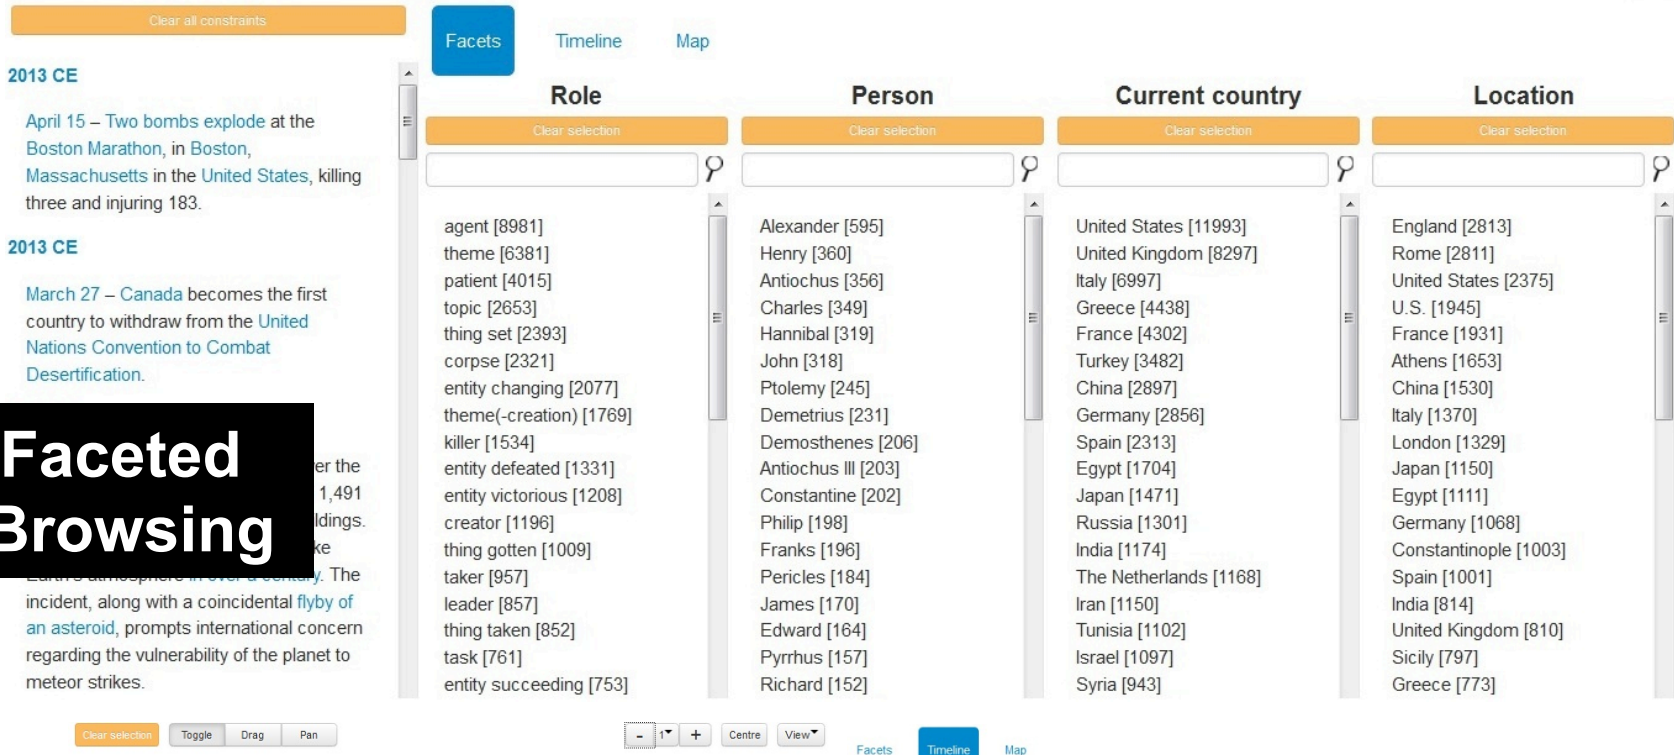 Clear all constraints
2013 CE
April 15 – Two bombs explode at the
Boston Marathon, in Boston,
Massachusetts in the United States, killing
three and injuring 183.
2013 CE
March 27 – Canada becomes the first
country to withdraw from the United
Nations Convention to Combat
Desertification.
Faceted
Browsing
er the
1,491
ldings.
ke
Earth's atmosphere in over a century. The
incident, along with a coincidental flyby of
an asteroid, prompts international concern
regarding the vulnerability of the planet to
meteor strikes.
Facets Timeline Map
Role
Clear selection
agent [8981]
theme [6381]
patient [4015]
topic [2653]
thing set [2393]
corpse [2321]
entity changing [2077]
theme(-creation) [1769]
killer [1534]
entity defeated [1331]
entity victorious [1208]
creator [1196]
thing gotten [1009]
taker [957]
leader [857]
thing taken [852]
task [761]
entity succeeding [753]
Person
Clear selection
Alexander [595]
Henry [360]
Antiochus [356]
Charles [349]
Hannibal [319]
John [318]
Ptolemy [245]
Demetrius [231]
Demosthenes [206]
Antiochus III [203]
Constantine [202]
Philip [198]
Franks [196]
Pericles [184]
James [170]
Edward [164]
Pyrrhus [157]
Richard [152]
Current country
Clear selection
United States [11993]
United Kingdom [8297]
Italy [6997]
Greece [4438]
France [4302]
Turkey [3482]
China [2897]
Germany [2856]
Spain [2313]
Egypt [1704]
Japan [1471]
Russia [1301]
India [1174]
The Netherlands [1168]
Iran [1150]
Tunisia [1102]
Israel [1097]
Syria [943]
Location
Clear selection
England [2813]
Rome [2811]
United States [2375]
U.S. [1945]
France [1931]
Athens [1653]
China [1530]
Italy [1370]
London [1329]
Japan [1150]
Egypt [1111]
Germany [1068]
Constantinople [1003]
Spain [1001]
India [814]
United Kingdom [810]
Sicily [797]
Greece [773]
Clear selection Toggle Drag Pan
- 1 + Centre View
Facets Timeline Map